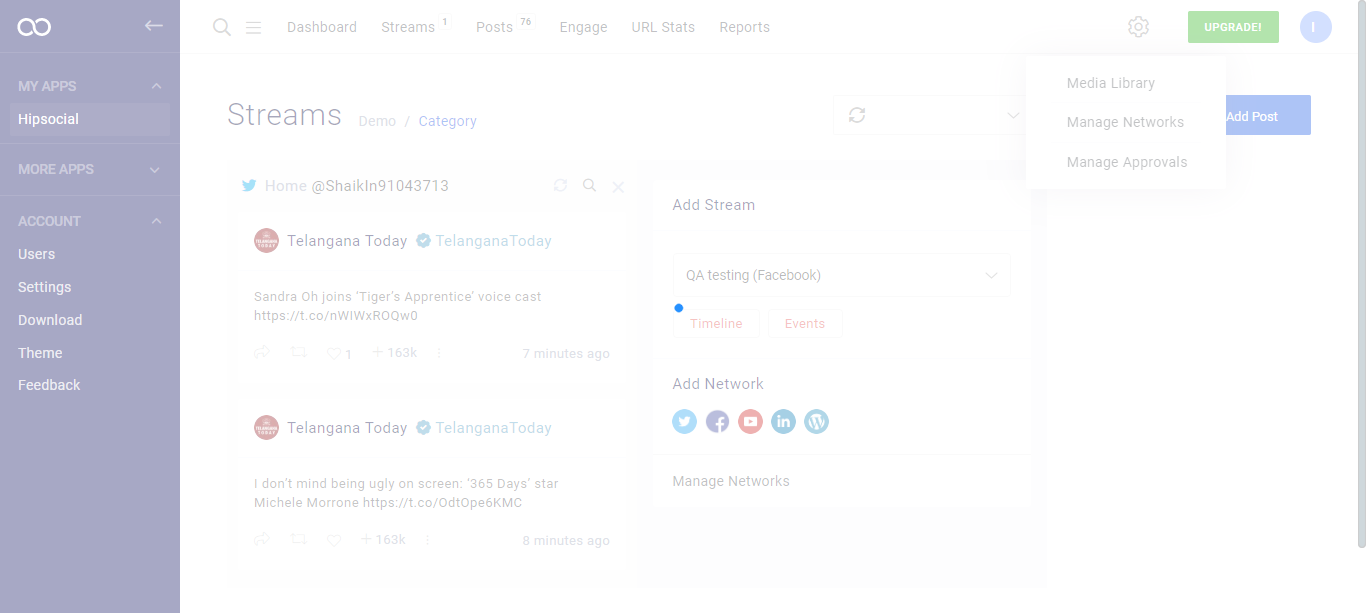 MY APPS
Hipsocial
MORE APPS
ACCOUNT
Users
Settings
Download
Theme
Feedback
Dashboard
Streams 1
Posts 76
Engage
URL Stats
Reports
UPGRADE!
I
Media Library
Manage Networks
Manage Approvals
Streams
Demo / Category
Add Post
Home @ShaikIn91043713
Telangana Today TelanganaToday
Sandra Oh joins ‘Tiger’s Apprentice’ voice cast
https://t.co/nWIWxROQw0
1
+ 163k
7 minutes ago
Telangana Today TelanganaToday
I don’t mind being ugly on screen: ‘365 Days’ star
Michele Morrone https://t.co/OdtOpe6KMC
+ 163k
8 minutes ago
Add Stream
QA testing (Facebook)
Timeline
Events
Add Network
Manage Networks